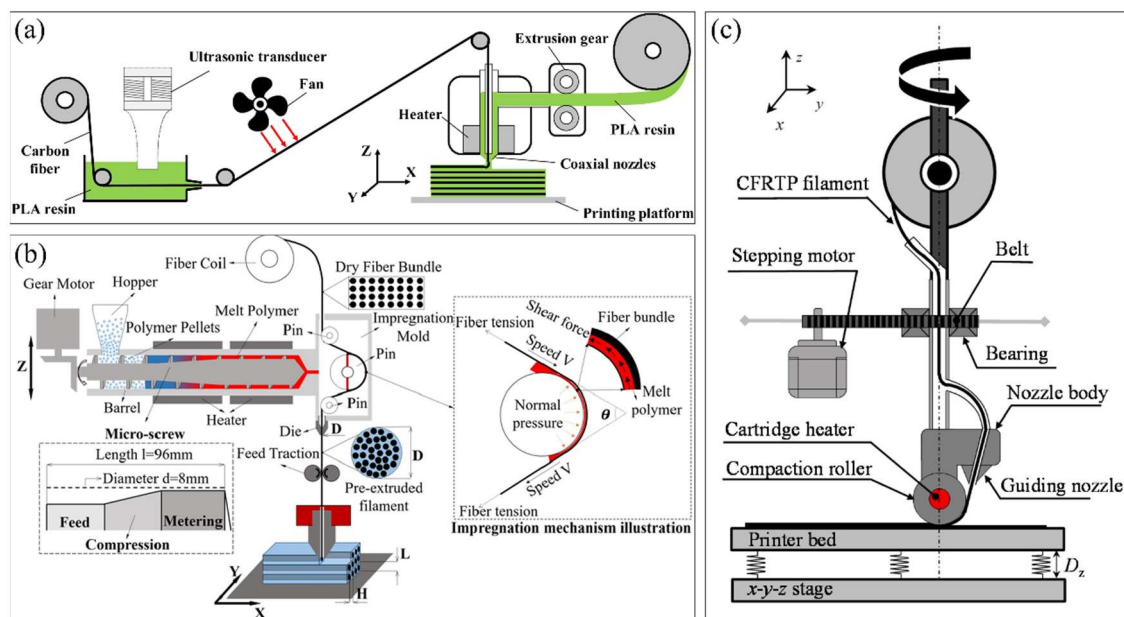 (a)
Ultrasonic transducer
Fan
Carbon
fiber
PLA resin
Extrusion gear
Heater
PLA resin
Coaxial nozzles
Z
X
Y
Printing platform
(b)
Fiber Coil
Gear Motor
Hopper
Dry Fiber Bundle
Melt Polymer
Impregnation
Mold
Polymer Pellets
Pin
Pin
Z
Pin
Barrel
Heater
Micro-screw
Die
D
Length l=96mm
Feed Traction
D
Diameter d=8mm
Pre-extruded
filament
Feed
Metering
Compression
L
Y
H
X
Shear force
Fiber bundle
Fiber tension
Speed V
Melt
polymer
Normal
pressure
θ
Speed V
Fiber tension
Impregnation mechanism illustration
(c)
z
y
x
CFRTP filament
Stepping motor
Belt
Bearing
Nozzle body
Cartridge heater
Compaction roller
Guiding nozzle
Printer bed
Dz
x-y-z stage